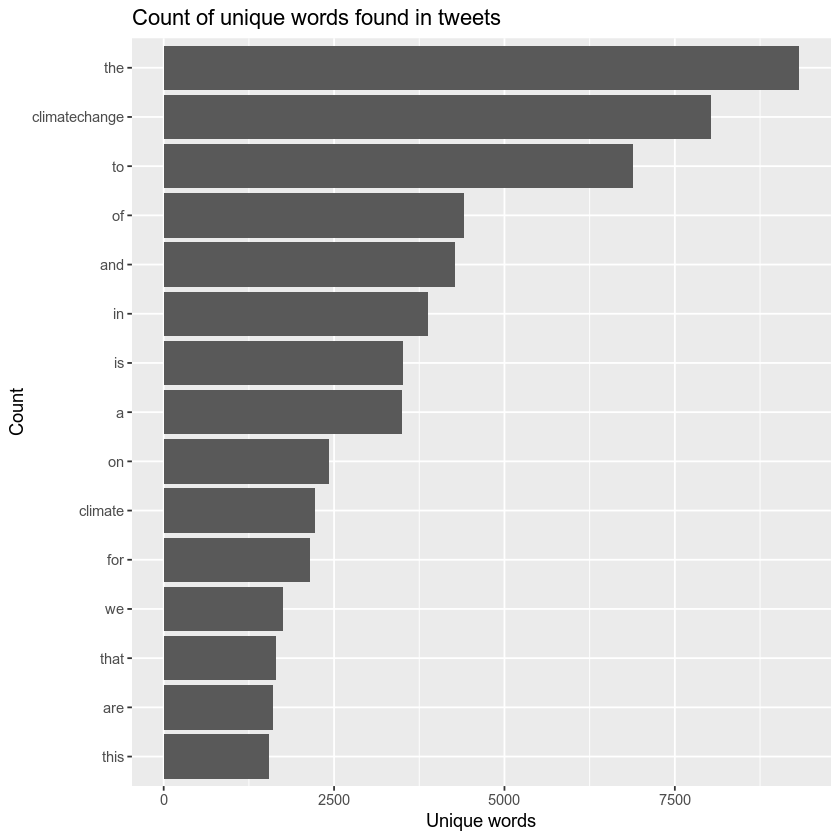 Count of unique words found in tweets
the
climatechange
to
of
and
in
is
a
on
climate
for
we
that
are
this
Count
0 2500 5000 7500
Unique words